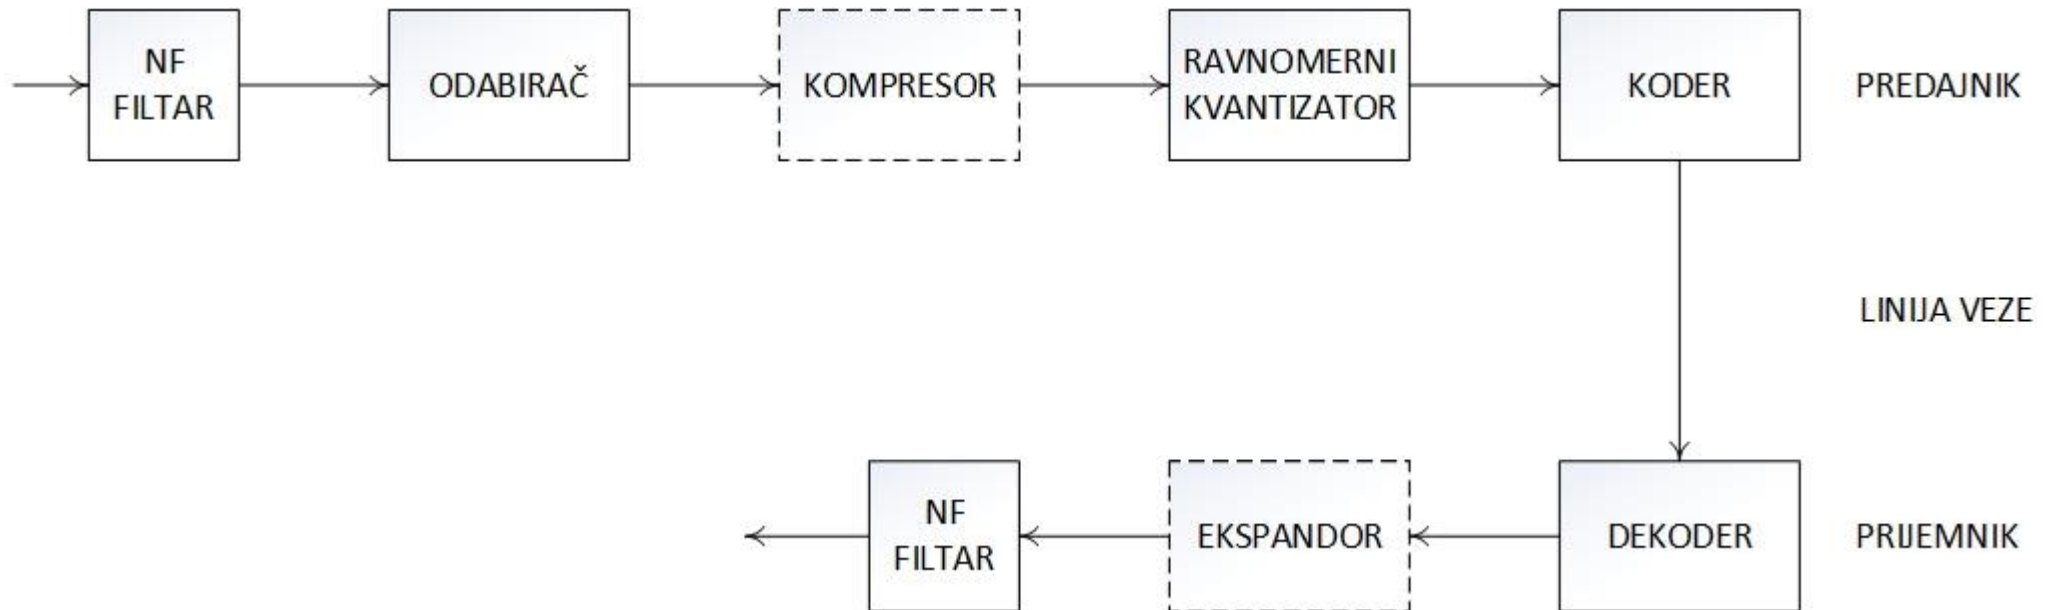 NF
FILTAR
ODABIRAČ
KOMPRESOR
RAVNOMERNI
KVANTIZATOR
KODER
PREDAJNIK
LINIJA VEZE
NF
FILTAR
EKSPANDOR
DEKODER
PRIJEMNIK